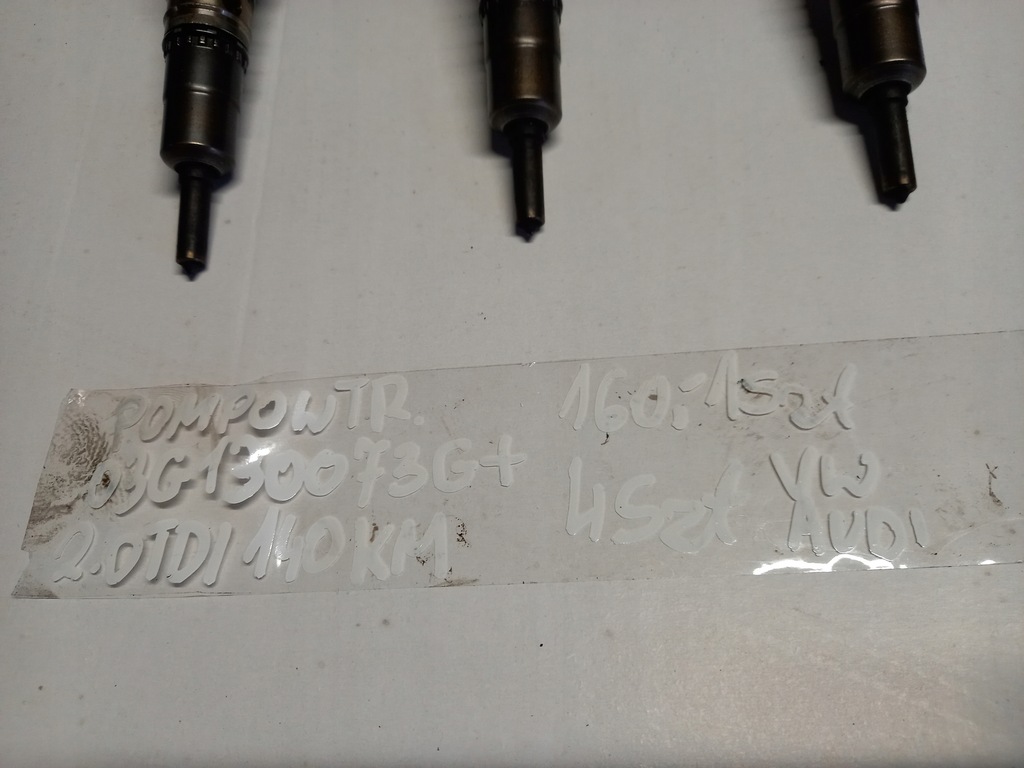 POMPOWTR.
03G130073G+
2.0TDI 140KM
160,- 1szt
4szt VW
AUDI